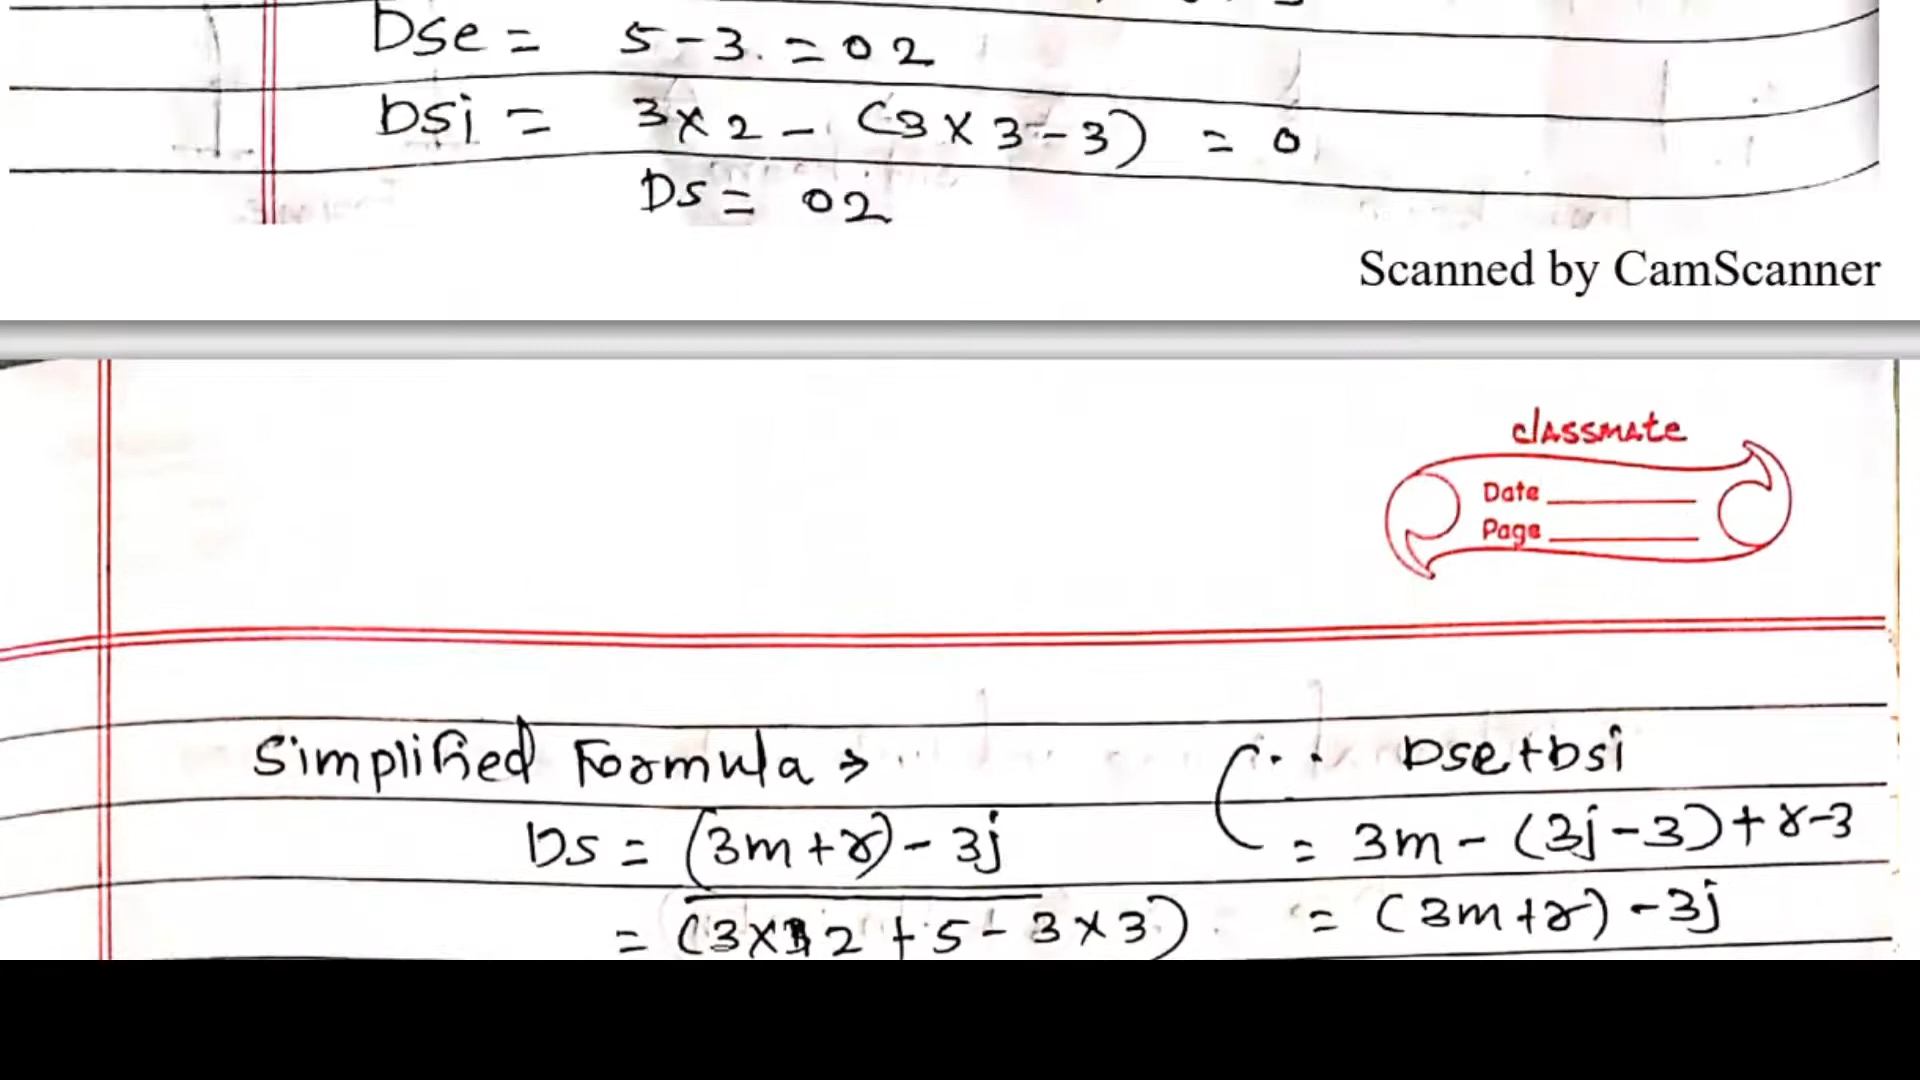 Dse = 5-3. = 02
Dsi = 3x2 - (3x3-3) = 0
Ds = 02
Scanned by CamScanner
classmate
Date
Page
Simplified Formula →
Dse+Dsi
Ds = (3m+r) - 3j
= 3m - (3j-3) + r-3
= (3x2 + 5 - 3x3)
= (3m+r) - 3j